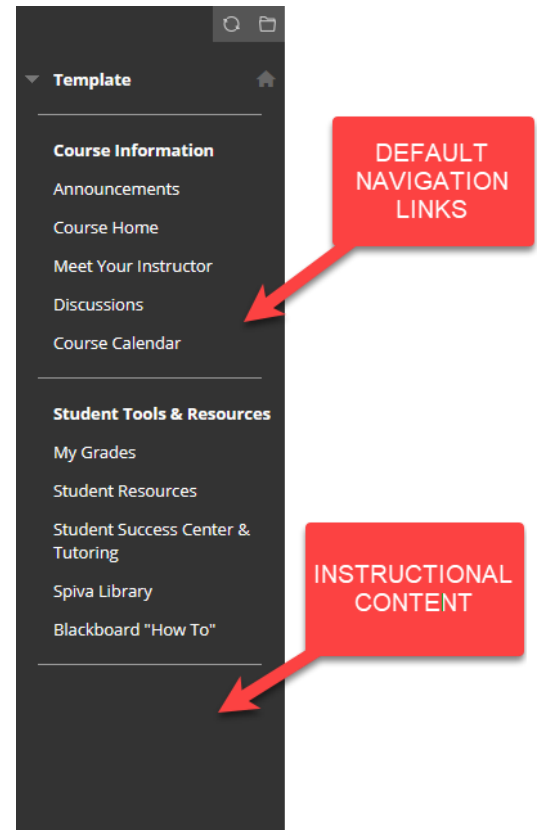 Template
Course Information
Announcements
Course Home
Meet Your Instructor
Discussions
Course Calendar
DEFAULT
NAVIGATION
LINKS
Student Tools & Resources
My Grades
Student Resources
Student Success Center &
Tutoring
Spiva Library
Blackboard "How To"
INSTRUCTIONAL
CONTENT